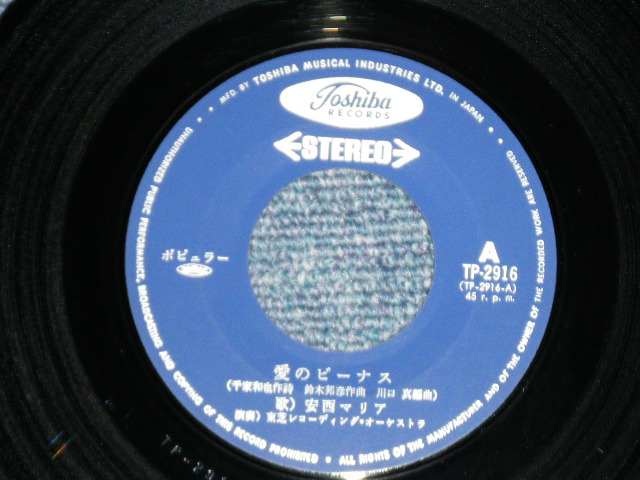 MFD. BY TOSHIBA MUSICAL INDUSTRIES LTD. IN JAPAN
Toshiba
RECORDS
STEREO
ポピュラー
A
TP-2916
(TP-2916-A)
45 r. p. m.
愛のビーナス
(千家和也作詩 鈴木邦彦作曲 川口 真編曲)
歌) 安西マリア
演奏) 東芝レコーディング・オーケストラ
UNAUTHORIZED PUBLIC PERFORMANCE, BROADCASTING AND COPYING OF THIS RECORD PROHIBITED • ALL RIGHTS OF THE MANUFACTURER AND OF THE OWNER OF THE RECORDED WORK ARE RESERVED